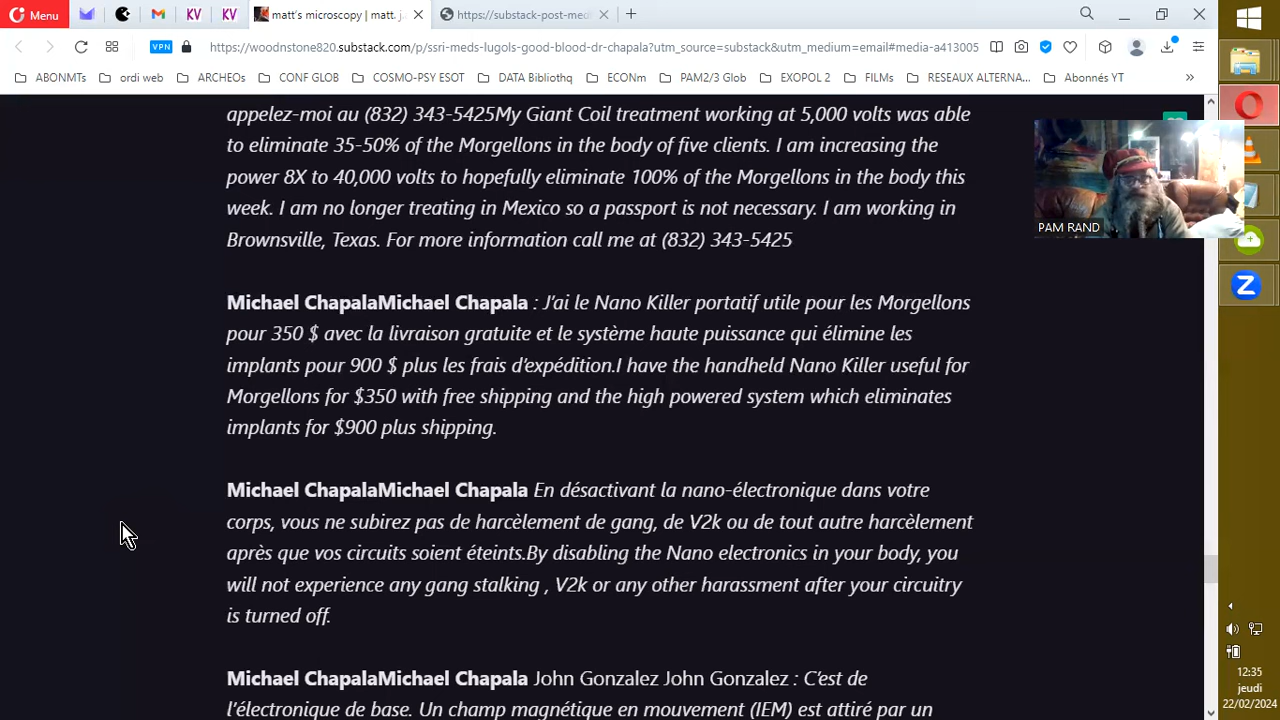 Menu
KV
KV
matt's microscopy | matt. j
https://substack-post-med
VPN
https://woodnstone820.substack.com/p/ssri-meds-lugols-good-blood-dr-chapala?utm_source=substack&utm_medium=email#media-a413005
ABONMTs
ordi web
ARCHEOs
CONF GLOB
COSMO-PSY ESOT
DATA Bibliothq
ECONm
PAM2/3 Glob
EXOPOL 2
FILMs
RESEAUX ALTERNA...
Abonnés YT
»
appelez-moi au (832) 343-5425My Giant Coil treatment working at 5,000 volts was able
to eliminate 35-50% of the Morgellons in the body of five clients. I am increasing the
power 8X to 40,000 volts to hopefully eliminate 100% of the Morgellons in the body this
week. I am no longer treating in Mexico so a passport is not necessary. I am working in
Brownsville, Texas. For more information call me at (832) 343-5425
PAM RAND
Michael ChapalaMichael Chapala : J'ai le Nano Killer portatif utile pour les Morgellons
pour 350 $ avec la livraison gratuite et le système haute puissance qui élimine les
implants pour 900 $ plus les frais d'expédition.I have the handheld Nano Killer useful for
Morgellons for $350 with free shipping and the high powered system which eliminates
implants for $900 plus shipping.
Michael ChapalaMichael Chapala En désactivant la nano-électronique dans votre
corps, vous ne subirez pas de harcèlement de gang, de V2k ou de tout autre harcèlement
après que vos circuits soient éteints.By disabling the Nano electronics in your body, you
will not experience any gang stalking , V2k or any other harassment after your circuitry
is turned off.
Michael ChapalaMichael Chapala John Gonzalez John Gonzalez : C'est de
l'électronique de base. Un champ magnétique en mouvement (IEM) est attiré par un
12:35
jeudi
22/02/2024